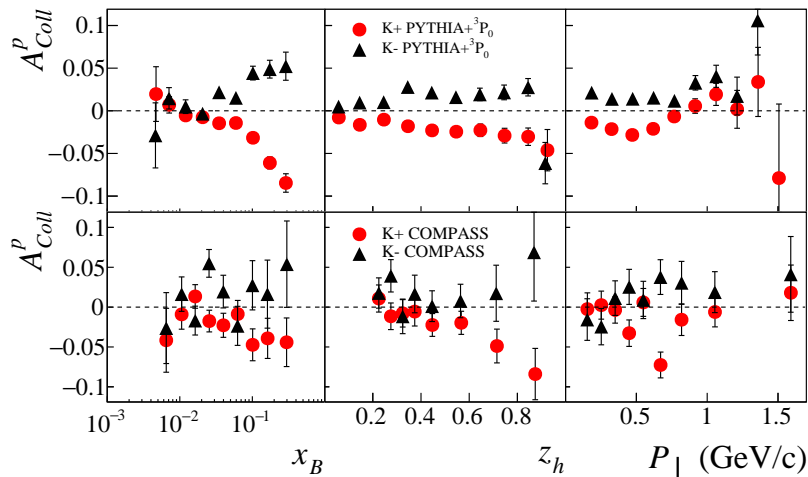 A^p_Coll
0.1
0.05
0
−0.05
−0.1
K+ PYTHIA+³P₀
K- PYTHIA+³P₀
A^p_Coll
0.1
0.05
0
−0.05
−0.1
K+ COMPASS
K- COMPASS
10⁻³ 10⁻² 10⁻¹ 0.2 0.4 0.6 0.8 0.5 1 1.5
x_B z_h P_⊥ (GeV/c)